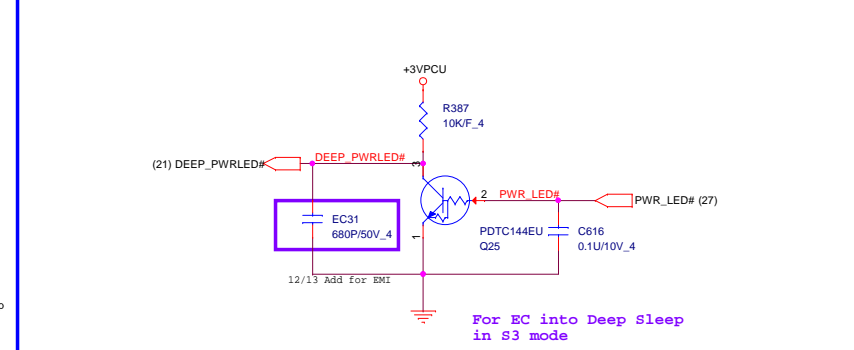 +3VPCU
R387
10K/F_4
(21) DEEP_PWRLED#
DEEP_PWRLED#
3
2
PWR_LED#
PWR_LED# (27)
EC31
680P/50V_4
1
PDTC144EU
Q25
C616
0.1U/10V_4
12/13 Add for EMI
For EC into Deep Sleep
in S3 mode